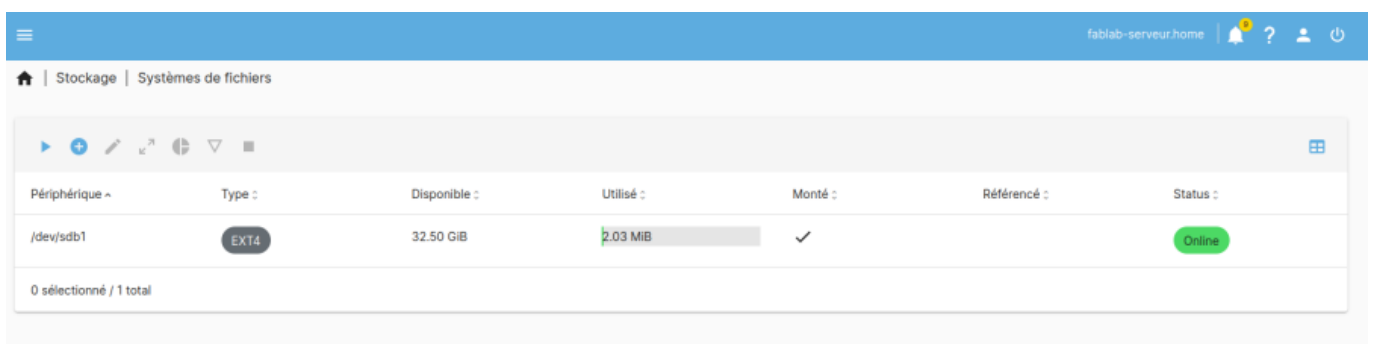 fablab-serveur.home 9 ?
Stockage | Systèmes de fichiers
Périphérique Type Disponible Utilisé Monté Référencé Status
/dev/sdb1 EXT4 32.50 GiB 2.03 MiB Online
0 sélectionné / 1 total